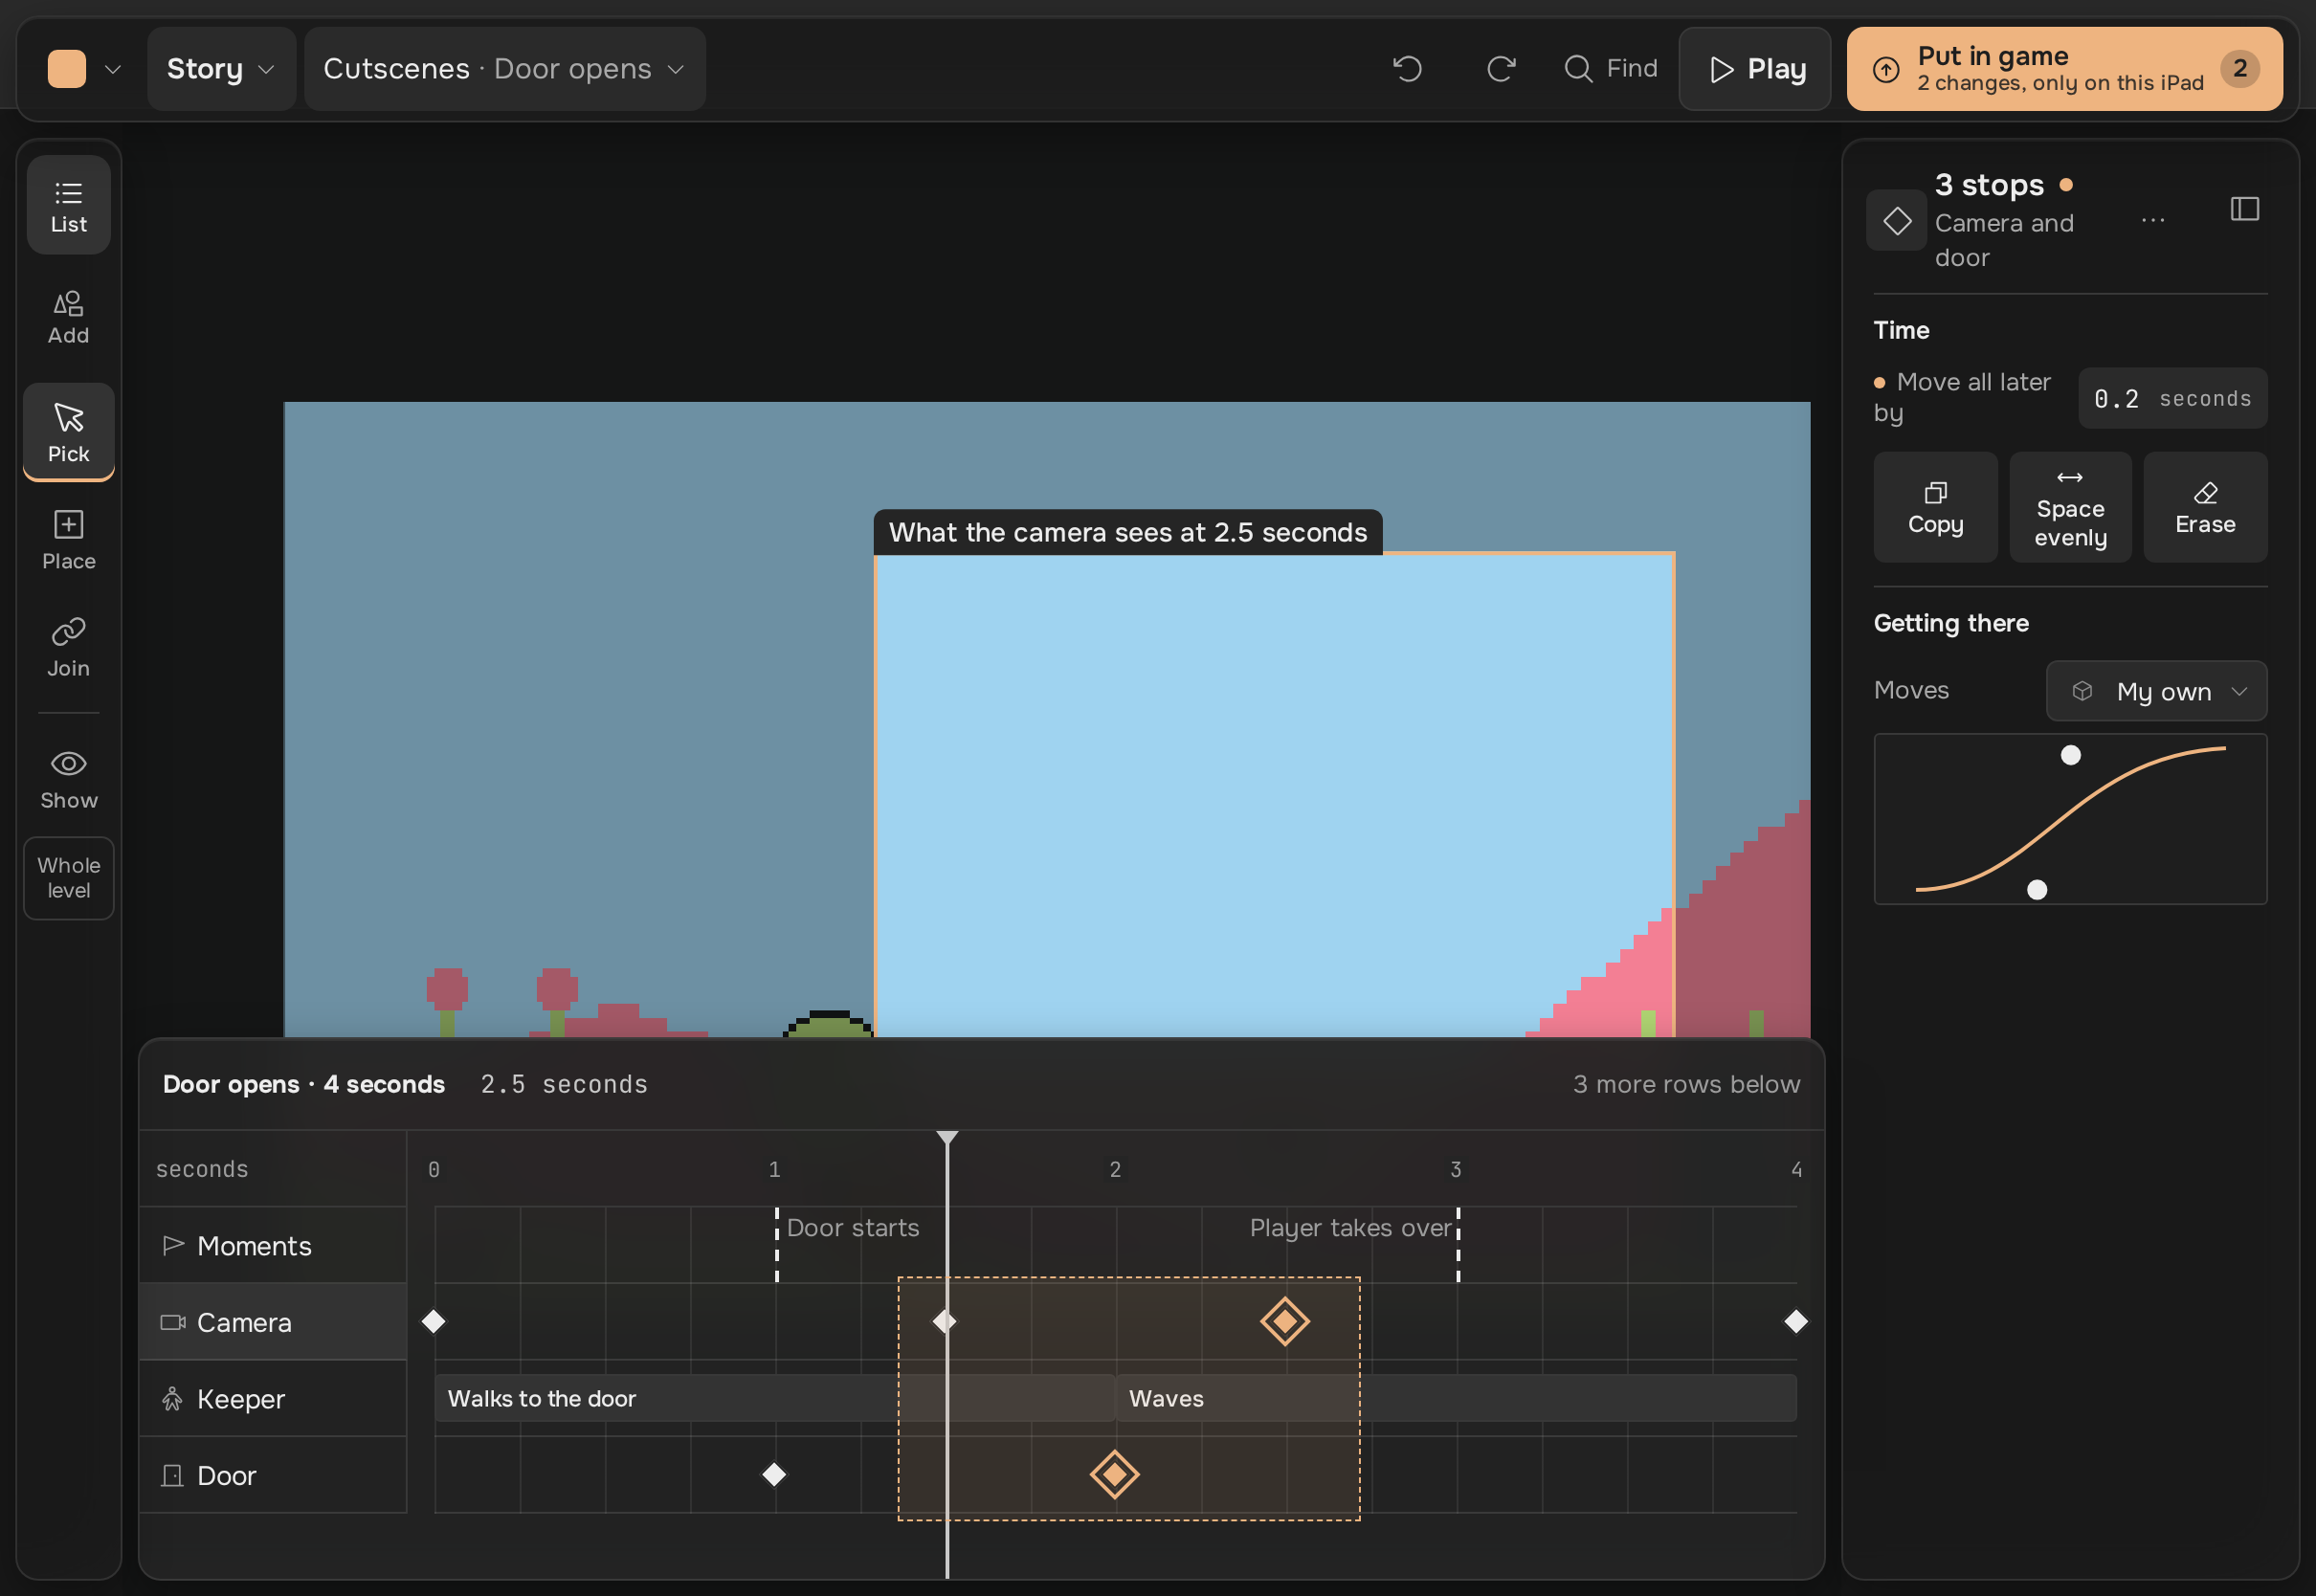 Story
Cutscenes · Door opens
Find
Play
Put in game
2 changes, only on this iPad
2
List
Add
Pick
Place
Join
Show
Whole
level
What the camera sees at 2.5 seconds
3 stops
Camera and
door
...
Time
Move all later
by
0.2 seconds
Copy
Space
evenly
Erase
Getting there
Moves
My own
Door opens · 4 seconds
2.5 seconds
3 more rows below
seconds
0
1
2
3
4
Moments
Door starts
Player takes over
Camera
Keeper
Walks to the door
Waves
Door